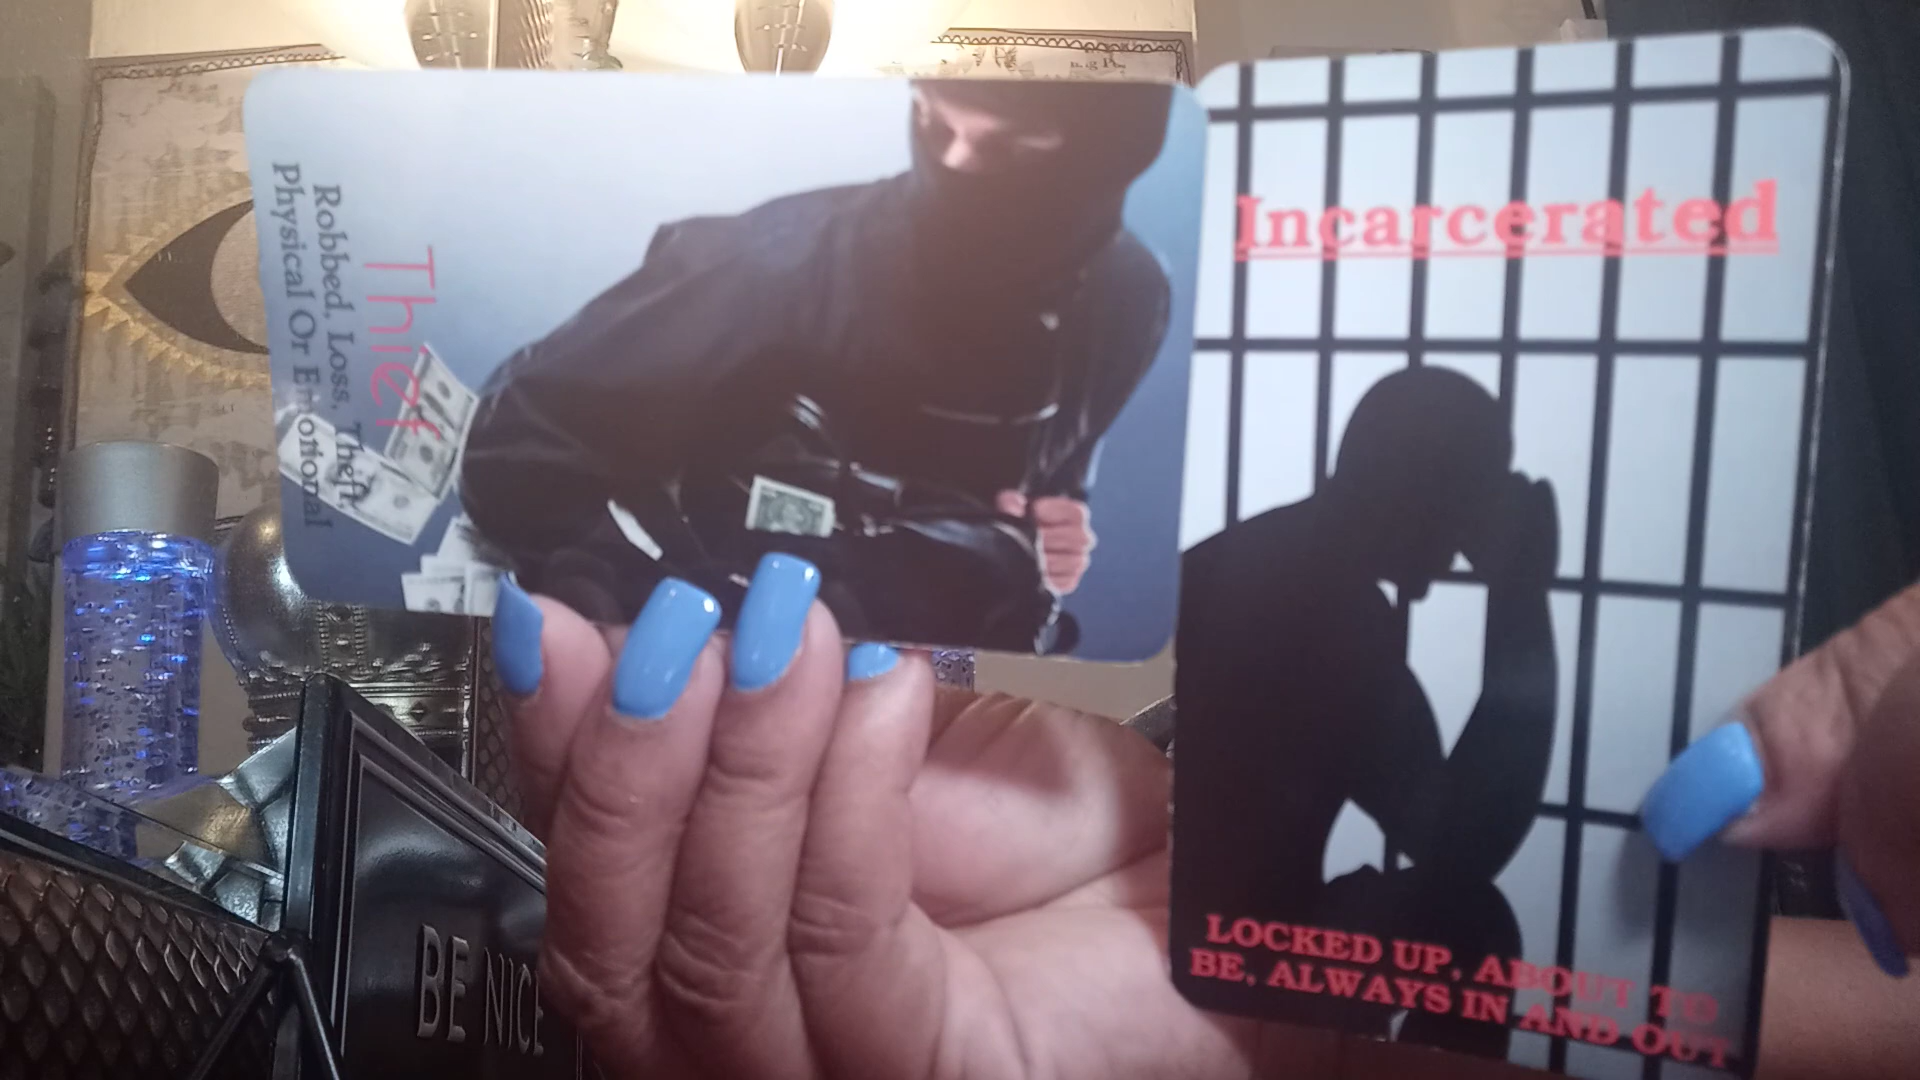 Thief
Robbed, Loss, Theft,
Physical Or Emotional
Incarcerated
LOCKED UP, ABOUT TO
BE, ALWAYS IN AND OUT
BE NICE